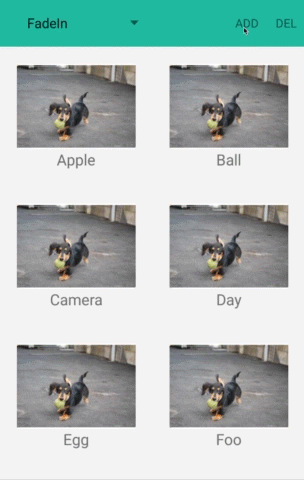 FadeIn ADD DEL
Apple Ball
Camera Day
Egg Foo